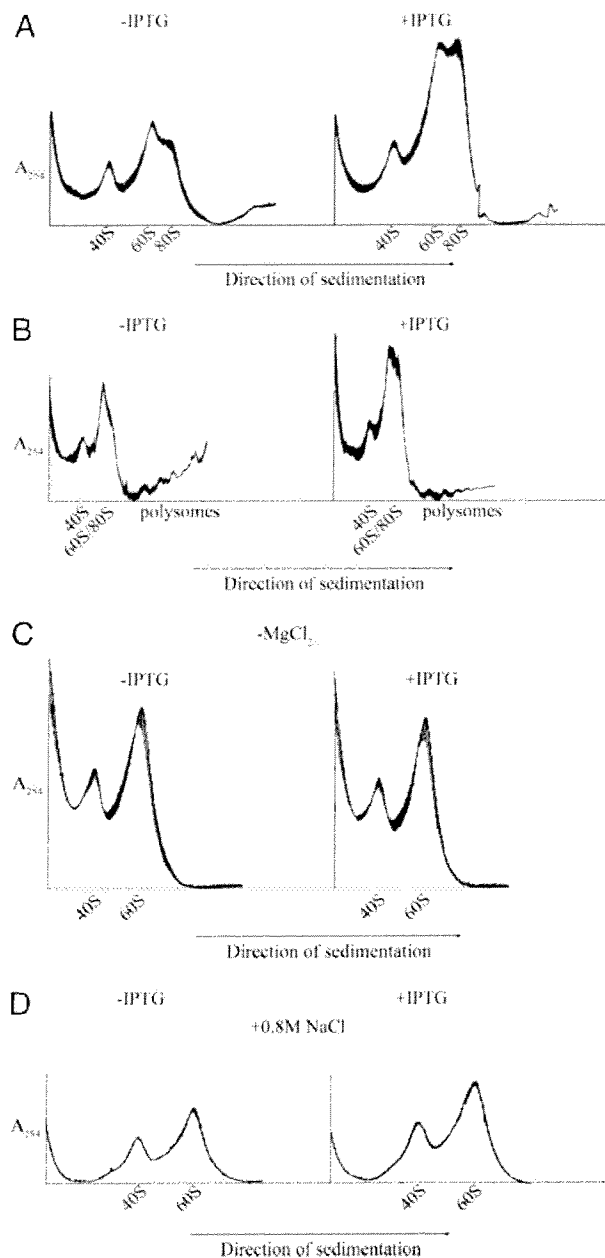 A
-IPTG +IPTG
A254
40S 60S 80S 40S 60S 80S
Direction of sedimentation
B
-IPTG +IPTG
A254
40S 60S/80S polysomes 40S 60S/80S polysomes
Direction of sedimentation
C
-MgCl2
-IPTG +IPTG
A254
40S 60S 40S 60S
Direction of sedimentation
D
-IPTG +IPTG
+0.8M NaCl
A254
40S 60S 40S 60S
Direction of sedimentation